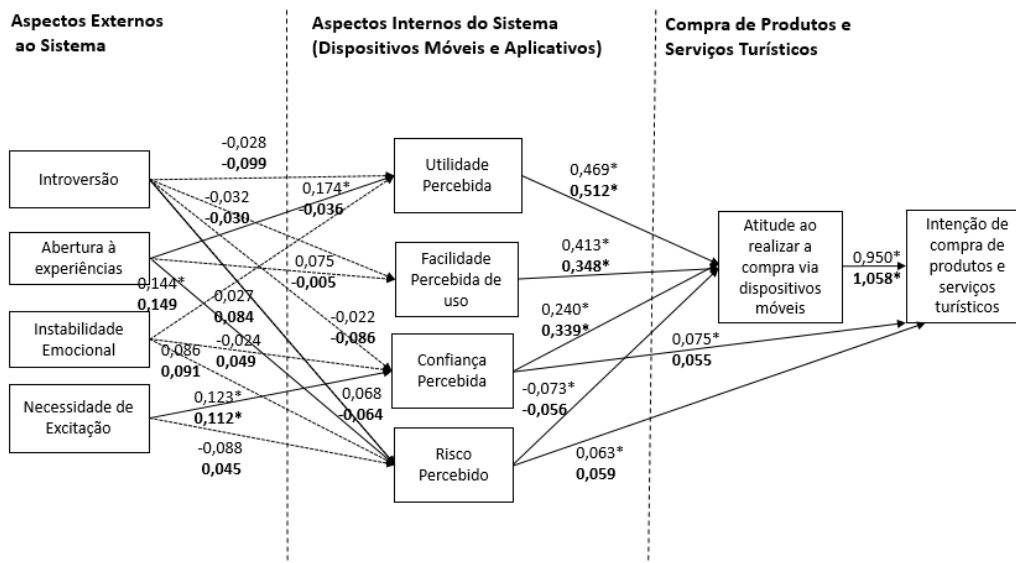 Aspectos Externos
ao Sistema
Aspectos Internos do Sistema
(Dispositivos Móveis e Aplicativos)
Compra de Produtos e
Serviços Turísticos
Introversão
Abertura à
experiências
Instabilidade
Emocional
Necessidade de
Excitação
-0,028
-0,099
-0,032
-0,030
0,174*
-0,036
0,075
-0,005
0,144*
0,149
0,027
0,084
-0,022
-0,086
-0,024
0,049
0,086
0,091
0,123*
0,112*
0,068
-0,064
-0,088
0,045
Utilidade
Percebida
Facilidade
Percebida de
uso
Confiança
Percebida
Risco
Percebido
0,469*
0,512*
0,413*
0,348*
0,240*
0,339*
0,075*
0,055
-0,073*
-0,056
0,063*
0,059
Atitude ao
realizar a
compra via
dispositivos
móveis
0,950*
1,058*
Intenção de
compra de
produtos e
serviços
turísticos